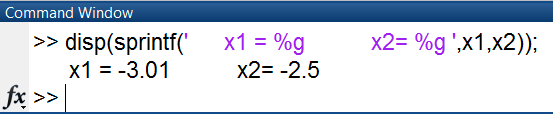 Command Window
>> disp(sprintf('      x1 = %g          x2= %g ',x1,x2));
      x1 = -3.01          x2= -2.5
fx >>